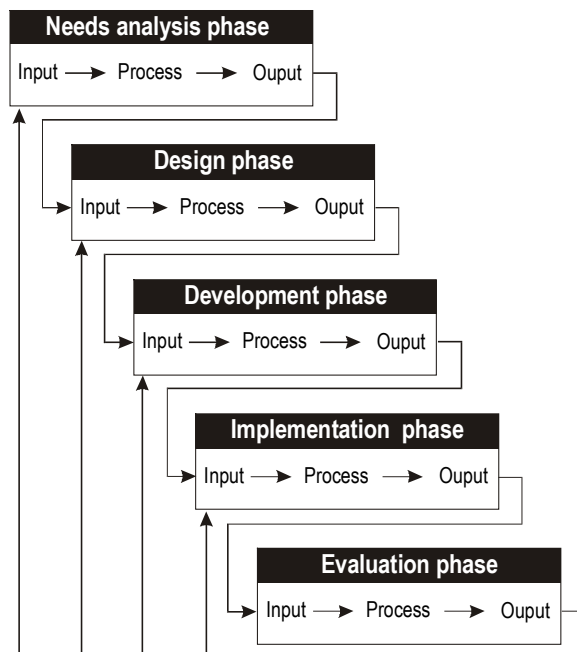 Needs analysis phase
Input Process Ouput
Design phase
Input Process Ouput
Development phase
Input Process Ouput
Implementation phase
Input Process Ouput
Evaluation phase
Input Process Ouput